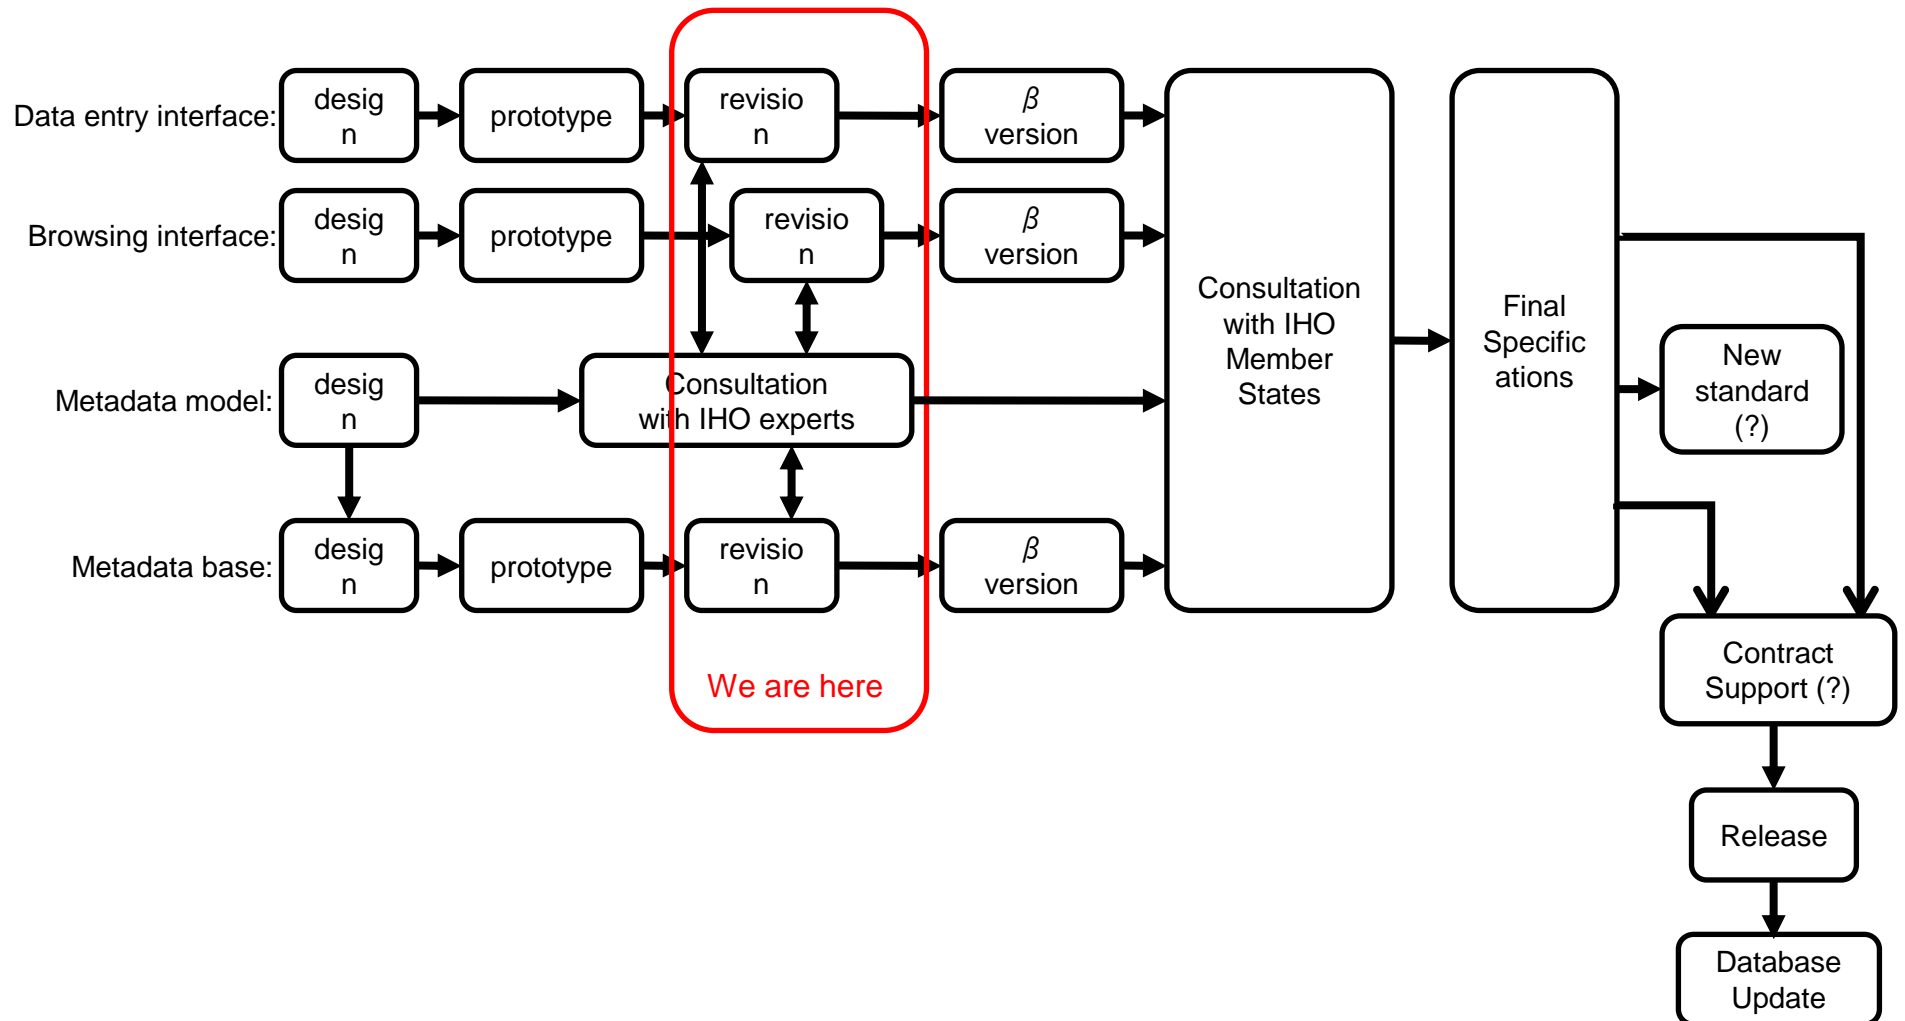 Data entry interface:
desig
n
prototype
revisio
n
β
version
Browsing interface:
desig
n
prototype
revisio
n
β
version
Metadata model:
desig
n
Consultation
with IHO experts
Metadata base:
desig
n
prototype
revisio
n
β
version
We are here
Consultation
with IHO
Member
States
Final
Specific
ations
New
standard
(?)
Contract
Support (?)
Release
Database
Update